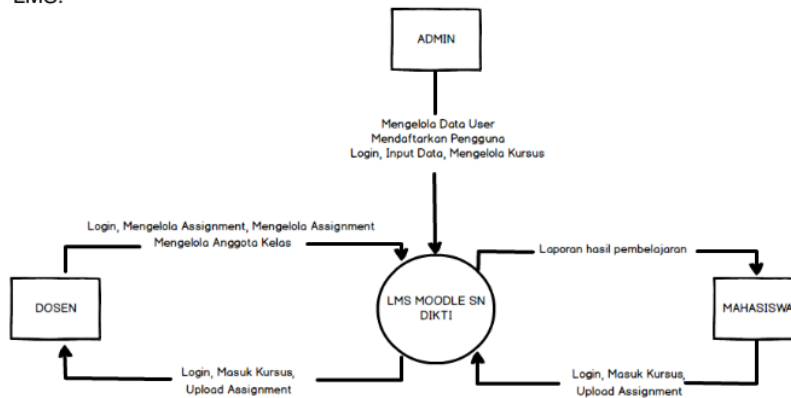 LMS.
ADMIN
Mengelola Data User
Mendaftarkan Pengguna
Login, Input Data, Mengelola Kursus
Login, Mengelola Assignment, Mengelola Assignment
Mengelola Anggota Kelas
Laporan hasil pembelajaran
DOSEN
LMS MOODLE SN
DIKTI
MAHASISWA
Login, Masuk Kursus,
Upload Assignment
Login, Masuk Kursus,
Upload Assignment